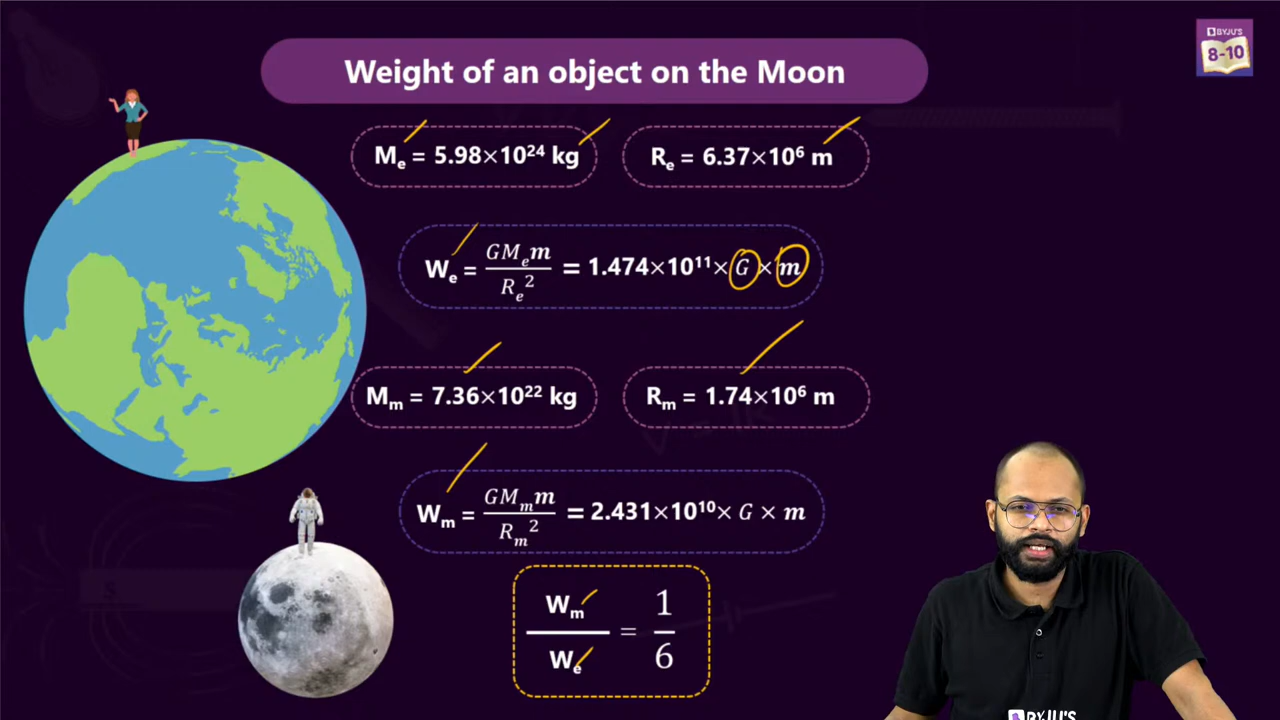 BYJU'S
8-10
Weight of an object on the Moon
Mₑ = 5.98×10²⁴ kg
Rₑ = 6.37×10⁶ m
Wₑ = GMₑm / Rₑ² = 1.474×10¹¹× G × m
Mₘ = 7.36×10²² kg
Rₘ = 1.74×10⁶ m
Wₘ = GMₘm / Rₘ² = 2.431×10¹⁰× G × m
Wₘ / Wₑ = 1 / 6
BYJU'S